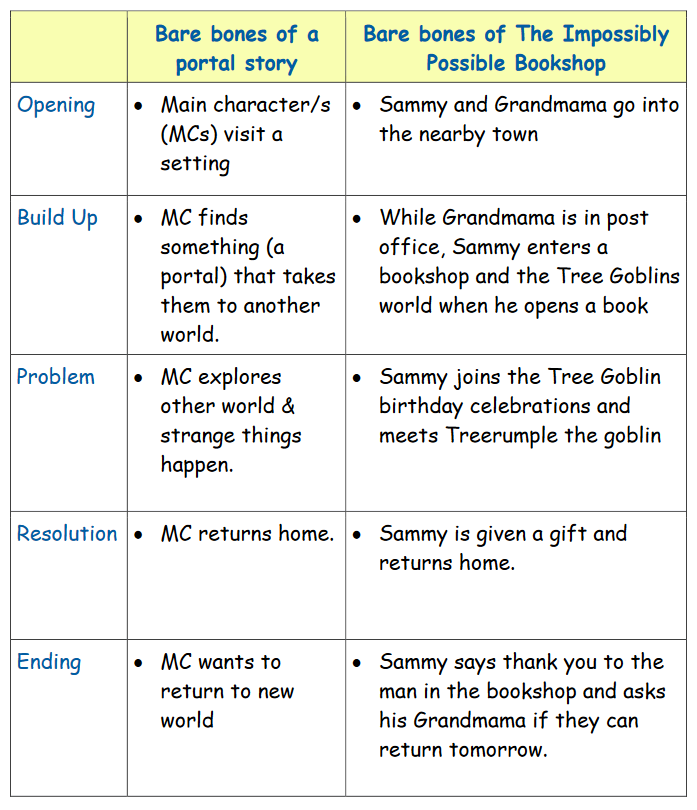 Bare bones of a
portal story
Bare bones of The Impossibly
Possible Bookshop
Opening
• Main character/s
(MCs) visit a
setting
• Sammy and Grandmama go into
the nearby town
Build Up
• MC finds
something (a
portal) that takes
them to another
world.
• While Grandmama is in post
office, Sammy enters a
bookshop and the Tree Goblins
world when he opens a book
Problem
• MC explores
other world &
strange things
happen.
• Sammy joins the Tree Goblin
birthday celebrations and
meets Treerumple the goblin
Resolution
• MC returns home.
• Sammy is given a gift and
returns home.
Ending
• MC wants to
return to new
world
• Sammy says thank you to the
man in the bookshop and asks
his Grandmama if they can
return tomorrow.